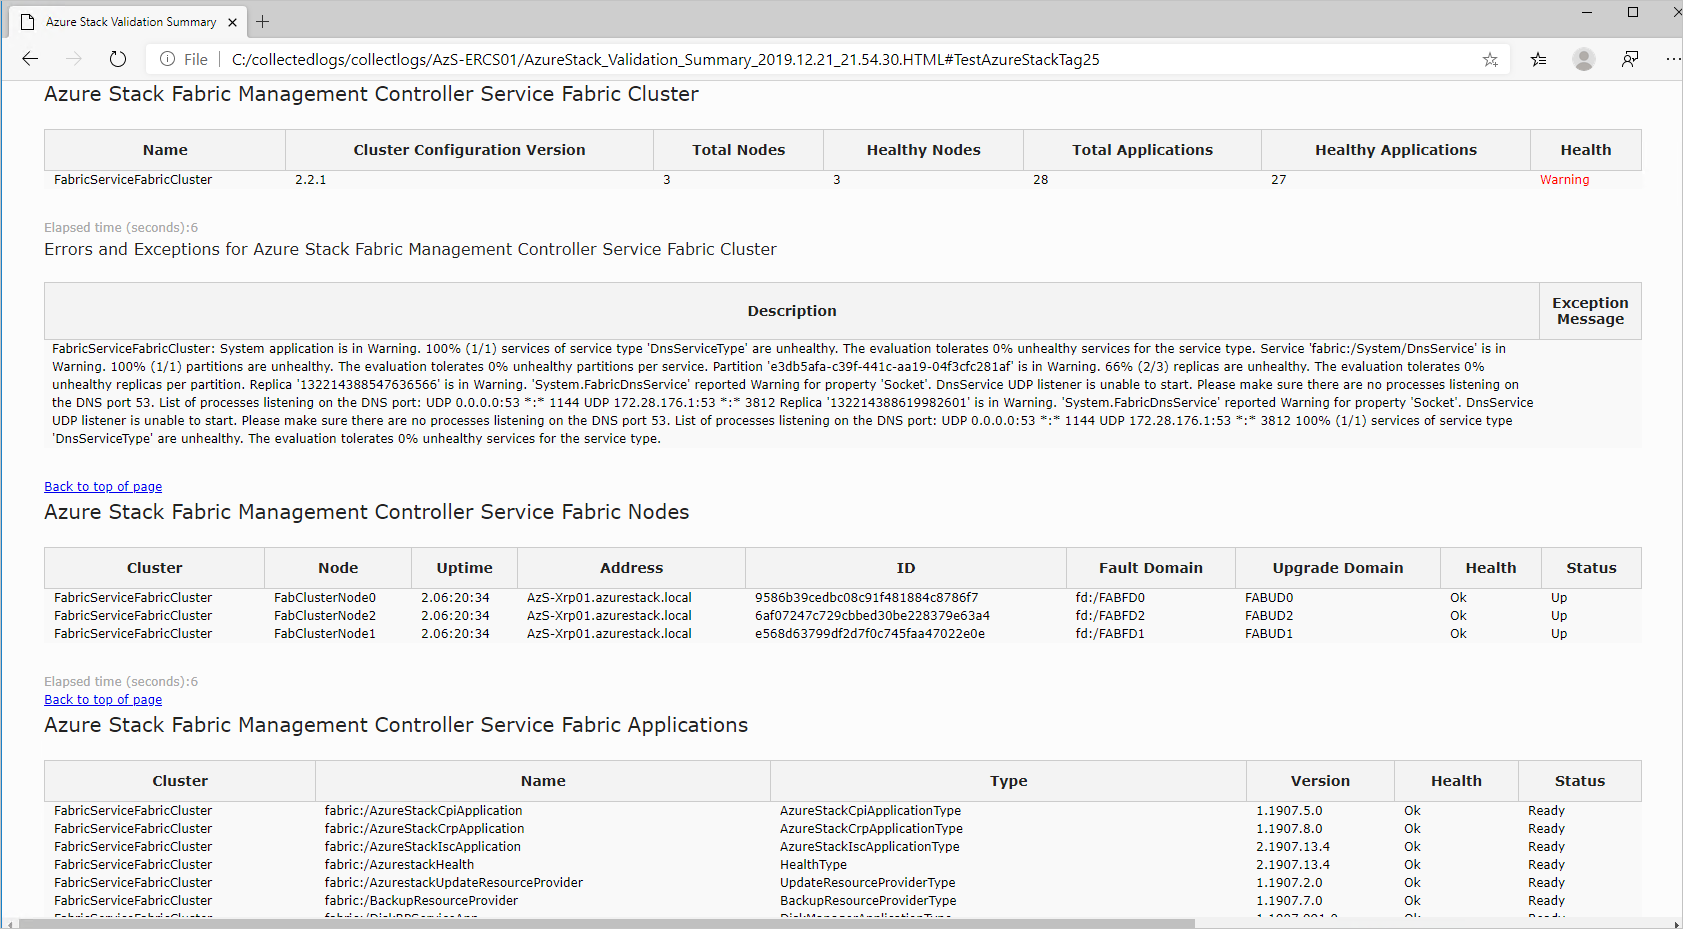 Azure Stack Validation Summary
File
C:/collectedlogs/collectlogs/AzS-ERCS01/AzureStack_Validation_Summary_2019.12.21_21.54.30.HTML#TestAzureStackTag25
Azure Stack Fabric Management Controller Service Fabric Cluster
Name Cluster Configuration Version Total Nodes Healthy Nodes Total Applications Healthy Applications Health
FabricServiceFabricCluster 2.2.1 3 3 28 27 Warning
Elapsed time (seconds):6
Errors and Exceptions for Azure Stack Fabric Management Controller Service Fabric Cluster
Description Exception Message
FabricServiceFabricCluster: System application is in Warning. 100% (1/1) services of service type 'DnsServiceType' are unhealthy. The evaluation tolerates 0% unhealthy services for the service type. Service 'fabric:/System/DnsService' is in
Warning. 100% (1/1) partitions are unhealthy. The evaluation tolerates 0% unhealthy partitions per service. Partition 'e3db5afa-c39f-441c-aa19-04f3cfc281af' is in Warning. 66% (2/3) replicas are unhealthy. The evaluation tolerates 0%
unhealthy replicas per partition. Replica '132214388547636566' is in Warning. 'System.FabricDnsService' reported Warning for property 'Socket'. DnsService UDP listener is unable to start. Please make sure there are no processes listening on
the DNS port 53. List of processes listening on the DNS port: UDP 0.0.0.0:53 *:* 1144 UDP 172.28.176.1:53 *:* 3812 Replica '132214388619982601' is in Warning. 'System.FabricDnsService' reported Warning for property 'Socket'. DnsService
UDP listener is unable to start. Please make sure there are no processes listening on the DNS port 53. List of processes listening on the DNS port: UDP 0.0.0.0:53 *:* 1144 UDP 172.28.176.1:53 *:* 3812 100% (1/1) services of service type
'DnsServiceType' are unhealthy. The evaluation tolerates 0% unhealthy services for the service type.
Back to top of page
Azure Stack Fabric Management Controller Service Fabric Nodes
Cluster Node Uptime Address ID Fault Domain Upgrade Domain Health Status
FabricServiceFabricCluster FabClusterNode0 2.06:20:34 AzS-Xrp01.azurestack.local 9586b39cedbc08c91f481884c8786f7 fd:/FABFD0 FABUD0 Ok Up
FabricServiceFabricCluster FabClusterNode2 2.06:20:34 AzS-Xrp01.azurestack.local 6af07247c729cbbed30be228379e63a4 fd:/FABFD2 FABUD2 Ok Up
FabricServiceFabricCluster FabClusterNode1 2.06:20:34 AzS-Xrp01.azurestack.local e568d63799df2d7f0c745faa47022e0e fd:/FABFD1 FABUD1 Ok Up
Elapsed time (seconds):6
Back to top of page
Azure Stack Fabric Management Controller Service Fabric Applications
Cluster Name Type Version Health Status
FabricServiceFabricCluster fabric:/AzureStackCpiApplication AzureStackCpiApplicationType 1.1907.5.0 Ok Ready
FabricServiceFabricCluster fabric:/AzureStackCrpApplication AzureStackCrpApplicationType 1.1907.8.0 Ok Ready
FabricServiceFabricCluster fabric:/AzureStackIscApplication AzureStackIscApplicationType 2.1907.13.4 Ok Ready
FabricServiceFabricCluster fabric:/AzurestackHealth HealthType 2.1907.13.4 Ok Ready
FabricServiceFabricCluster fabric:/AzurestackUpdateResourceProvider UpdateResourceProviderType 1.1907.2.0 Ok Ready
FabricServiceFabricCluster fabric:/BackupResourceProvider BackupResourceProviderType 1.1907.7.0 Ok Ready